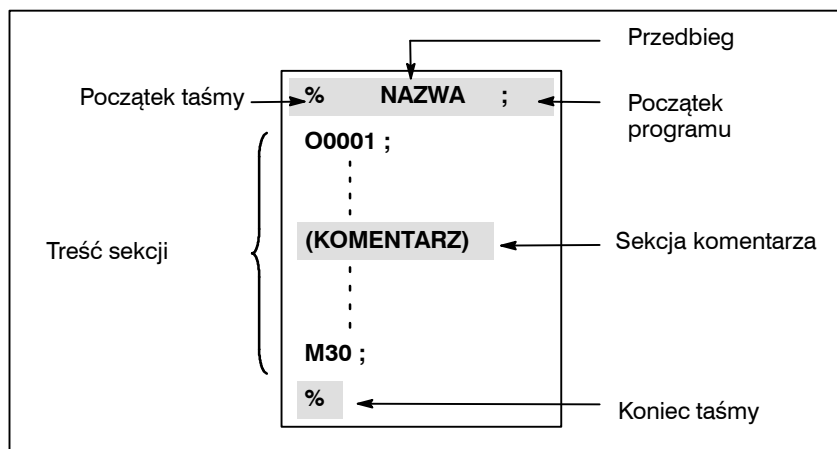 Przedbieg
Początek taśmy
% NAZWA ;
Początek
programu
O0001 ;
Treść sekcji
(KOMENTARZ)
Sekcja komentarza
M30 ;
%
Koniec taśmy